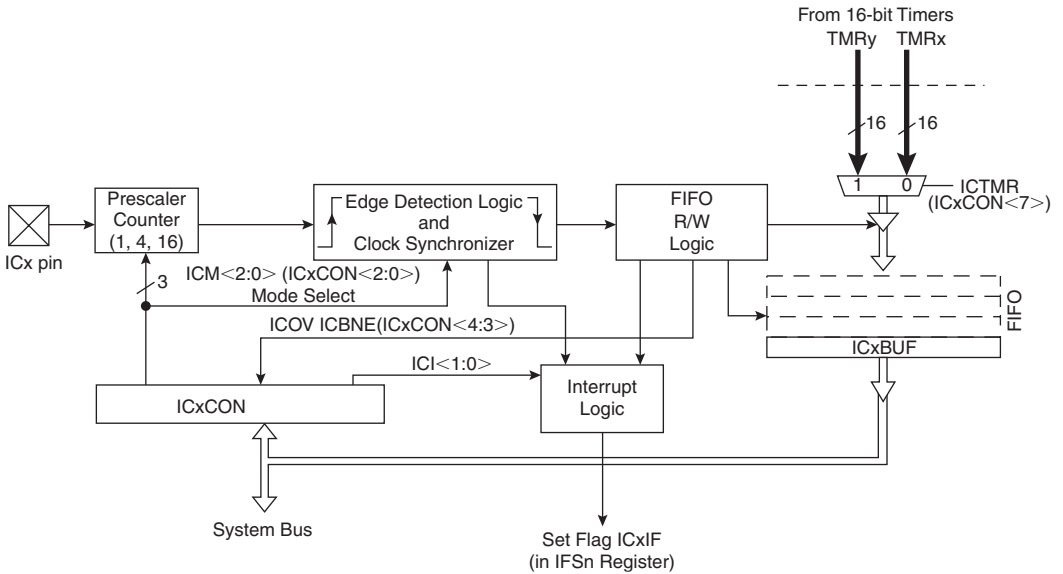 From 16-bit Timers
TMRy TMRx
16 16
1 0
ICTMR
(ICxCON<7>)
Prescaler
Counter
(1, 4, 16)
Edge Detection Logic
and
Clock Synchronizer
FIFO
R/W
Logic
ICx pin
3
ICM<2:0> (ICxCON<2:0>)
Mode Select
FIFO
ICOV ICBNE(ICxCON<4:3>)
ICxBUF
ICI<1:0>
Interrupt
Logic
ICxCON
System Bus
Set Flag ICxIF
(in IFSn Register)